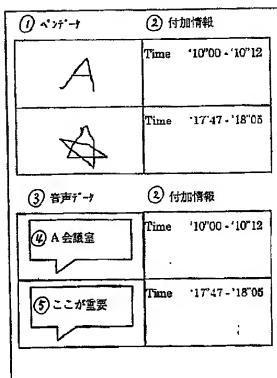 ① ペンデータ ② 付加情報
A Time '10"00 - '10"12
Time '17"47 - '18"05
③ 音声データ ② 付加情報
④ A会議室 Time '10"00 - '10"12
⑤ ここが重要 Time '17"47 - '18"05